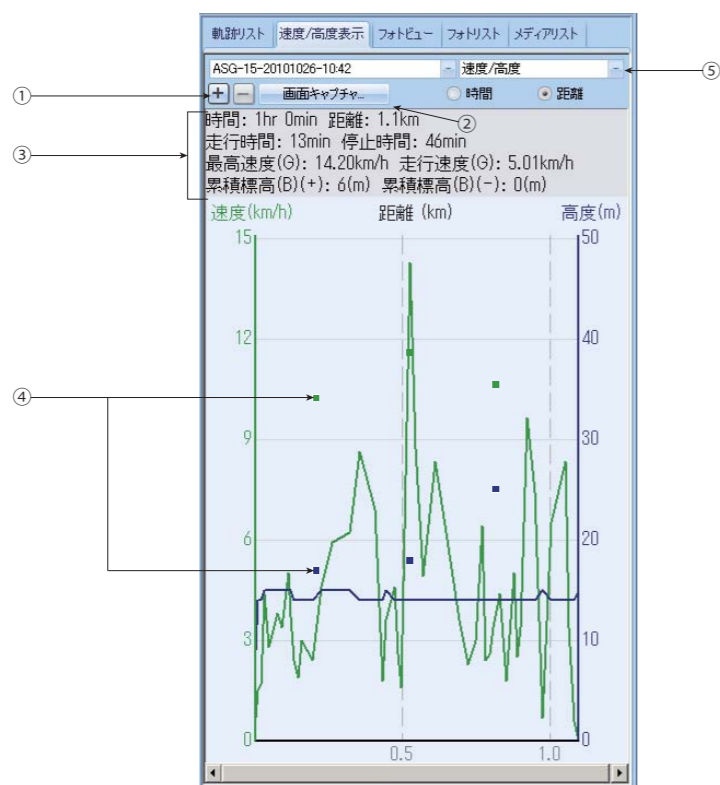 軌跡リスト 速度/高度表示 フォトビュー フォトリスト メディアリスト
ASG-15-20101026-10:42 速度/高度 ⑤
① + − 画面キャプチャ... ② 時間 距離
③ 時間: 1hr 0min 距離: 1.1km
走行時間: 13min 停止時間: 46min
最高速度(G): 14.20km/h 走行速度(G): 5.01km/h
累積標高(B)(+): 6(m) 累積標高(B)(-): 0(m)
速度(km/h) 距離 (km) 高度(m)
15 50
12 40
④
9 30
6 20
3 10
0 0
0.5 1.0